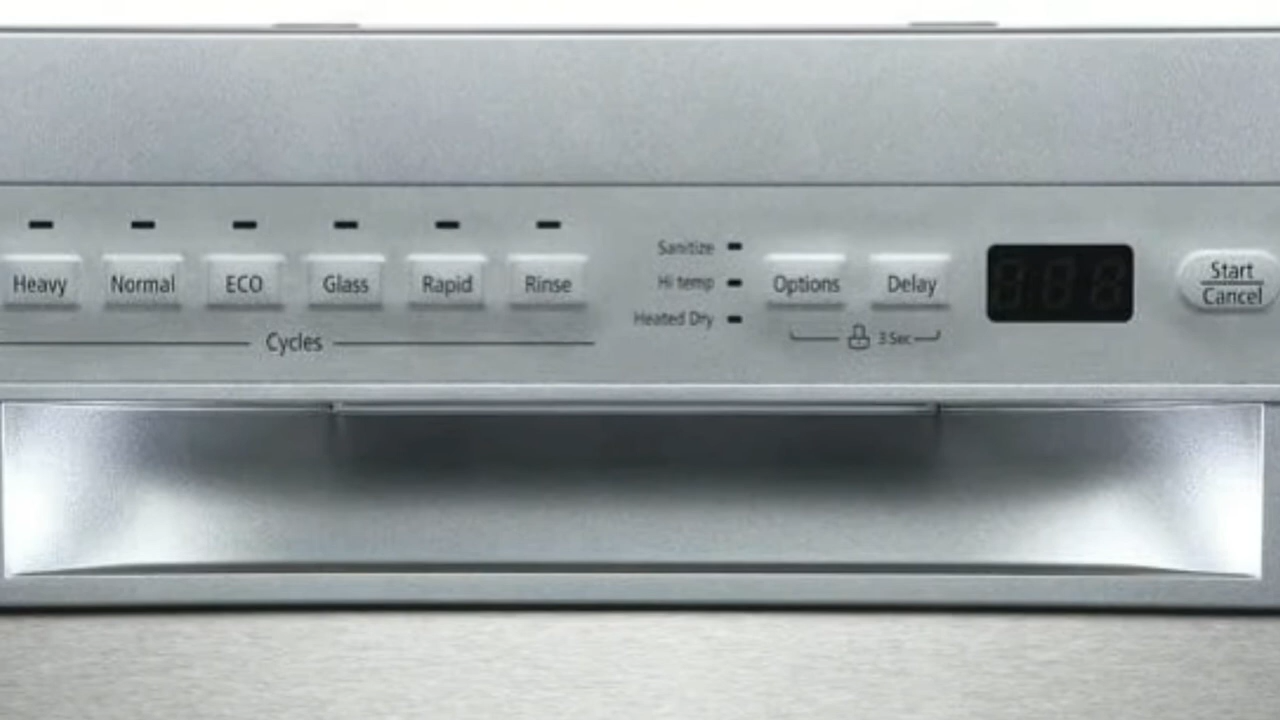 Heavy
Normal
ECO
Glass
Rapid
Rinse
Cycles
Sanitize
Hi temp
Heated Dry
Options
Delay
3 Sec
Start
Cancel